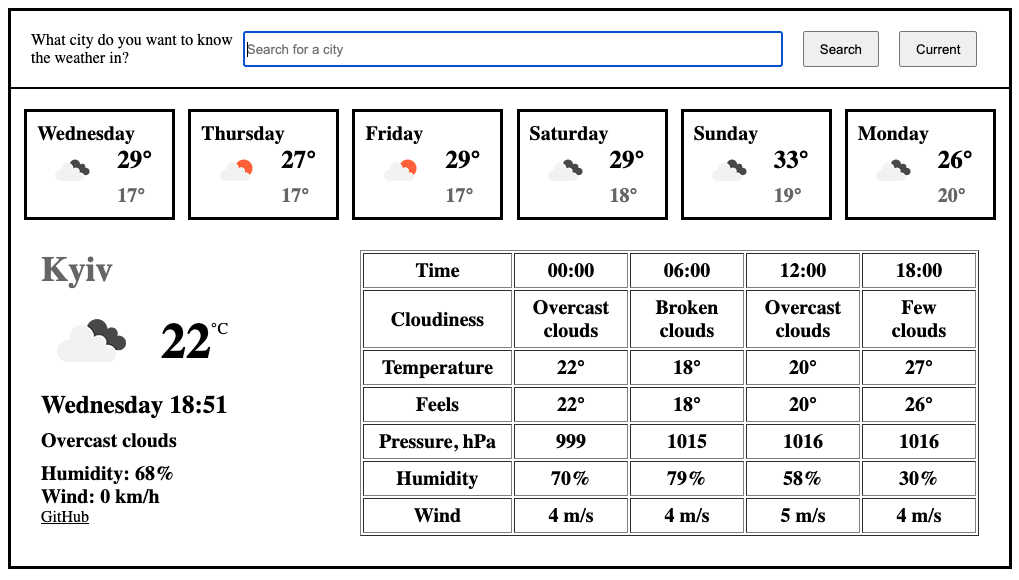 What city do you want to know
the weather in?
Search for a city
Search
Current
Wednesday
29°
17°
Thursday
27°
17°
Friday
29°
17°
Saturday
29°
18°
Sunday
33°
19°
Monday
26°
20°
Kyiv
22°C
Wednesday 18:51
Overcast clouds
Humidity: 68%
Wind: 0 km/h
GitHub
Time 00:00 06:00 12:00 18:00
Cloudiness Overcast clouds Broken clouds Overcast clouds Few clouds
Temperature 22° 18° 20° 27°
Feels 22° 18° 20° 26°
Pressure, hPa 999 1015 1016 1016
Humidity 70% 79% 58% 30%
Wind 4 m/s 4 m/s 5 m/s 4 m/s